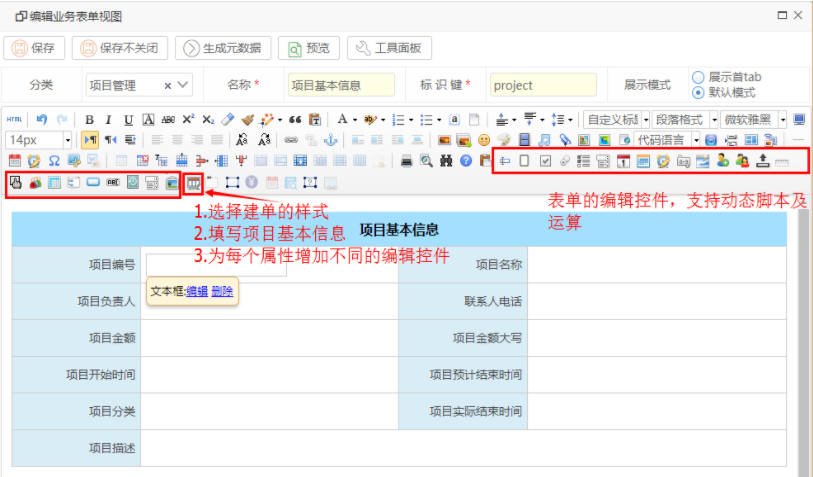 编辑业务表单视图
保存 保存不关闭 生成元数据 预览 工具面板
分类 项目管理 x 名称 * 项目基本信息 标 识 键 * project 展示模式 展示首tab 默认模式
HTML B I U A ABC X² X₂ 66 A ab a 自定义标 段落格式 微软雅黑
14px 代码语言
Ω
ABC
1.选择建单的样式
2.填写项目基本信息
3.为每个属性增加不同的编辑控件
表单的编辑控件，支持动态脚本及
运算
项目基本信息
项目编号 项目名称
文本框:编辑 删除
项目负责人 联系人电话
项目金额 项目金额大写
项目开始时间 项目预计结束时间
项目分类 项目实际结束时间
项目描述